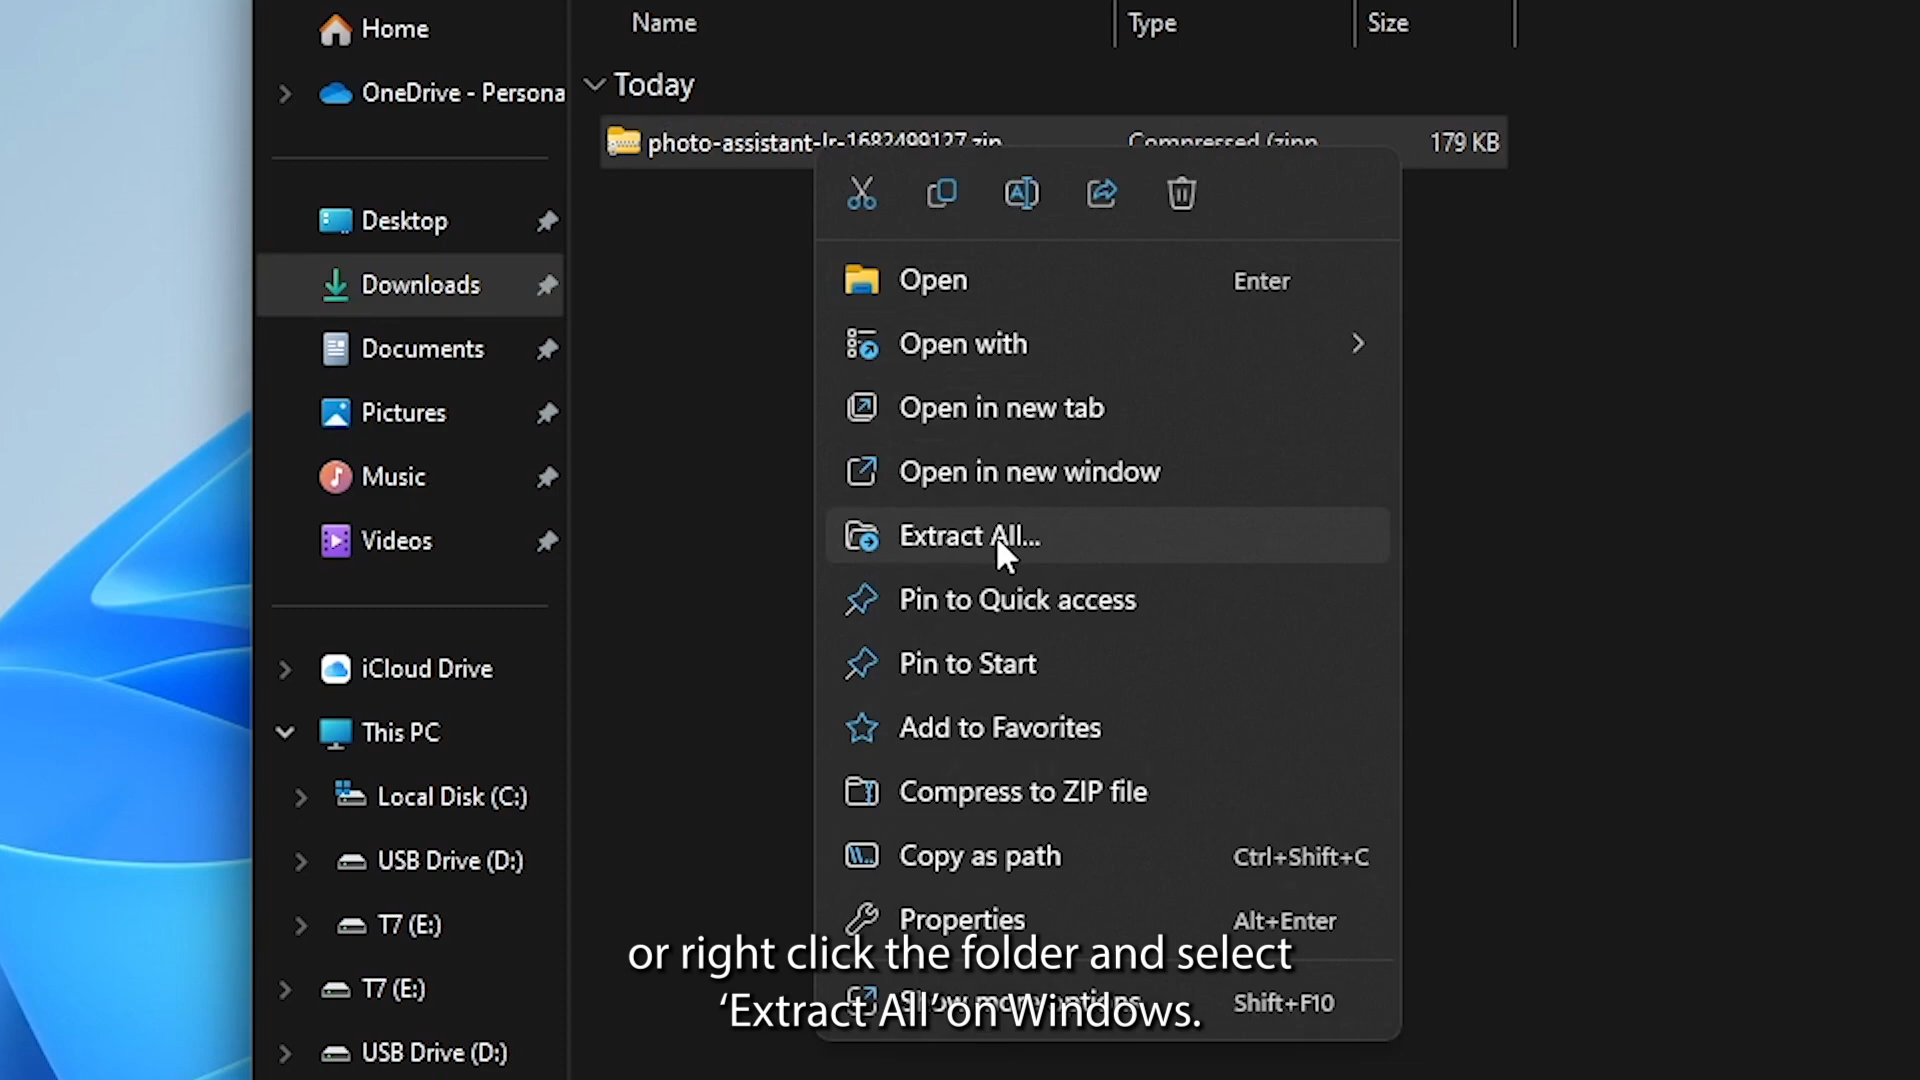 Home
OneDrive - Persona
Desktop
Downloads
Documents
Pictures
Music
Videos
iCloud Drive
This PC
Local Disk (C:)
USB Drive (D:)
T7 (E:)
T7 (E:)
USB Drive (D:)
Name Type Size
Today
photo-assistant-lr-1682499127.zip Compressed (zipp 179 KB
Open Enter
Open with
Open in new tab
Open in new window
Extract All...
Pin to Quick access
Pin to Start
Add to Favorites
Compress to ZIP file
Copy as path Ctrl+Shift+C
Properties Alt+Enter
Show more options Shift+F10
or right click the folder and select
‘Extract All’ on Windows.